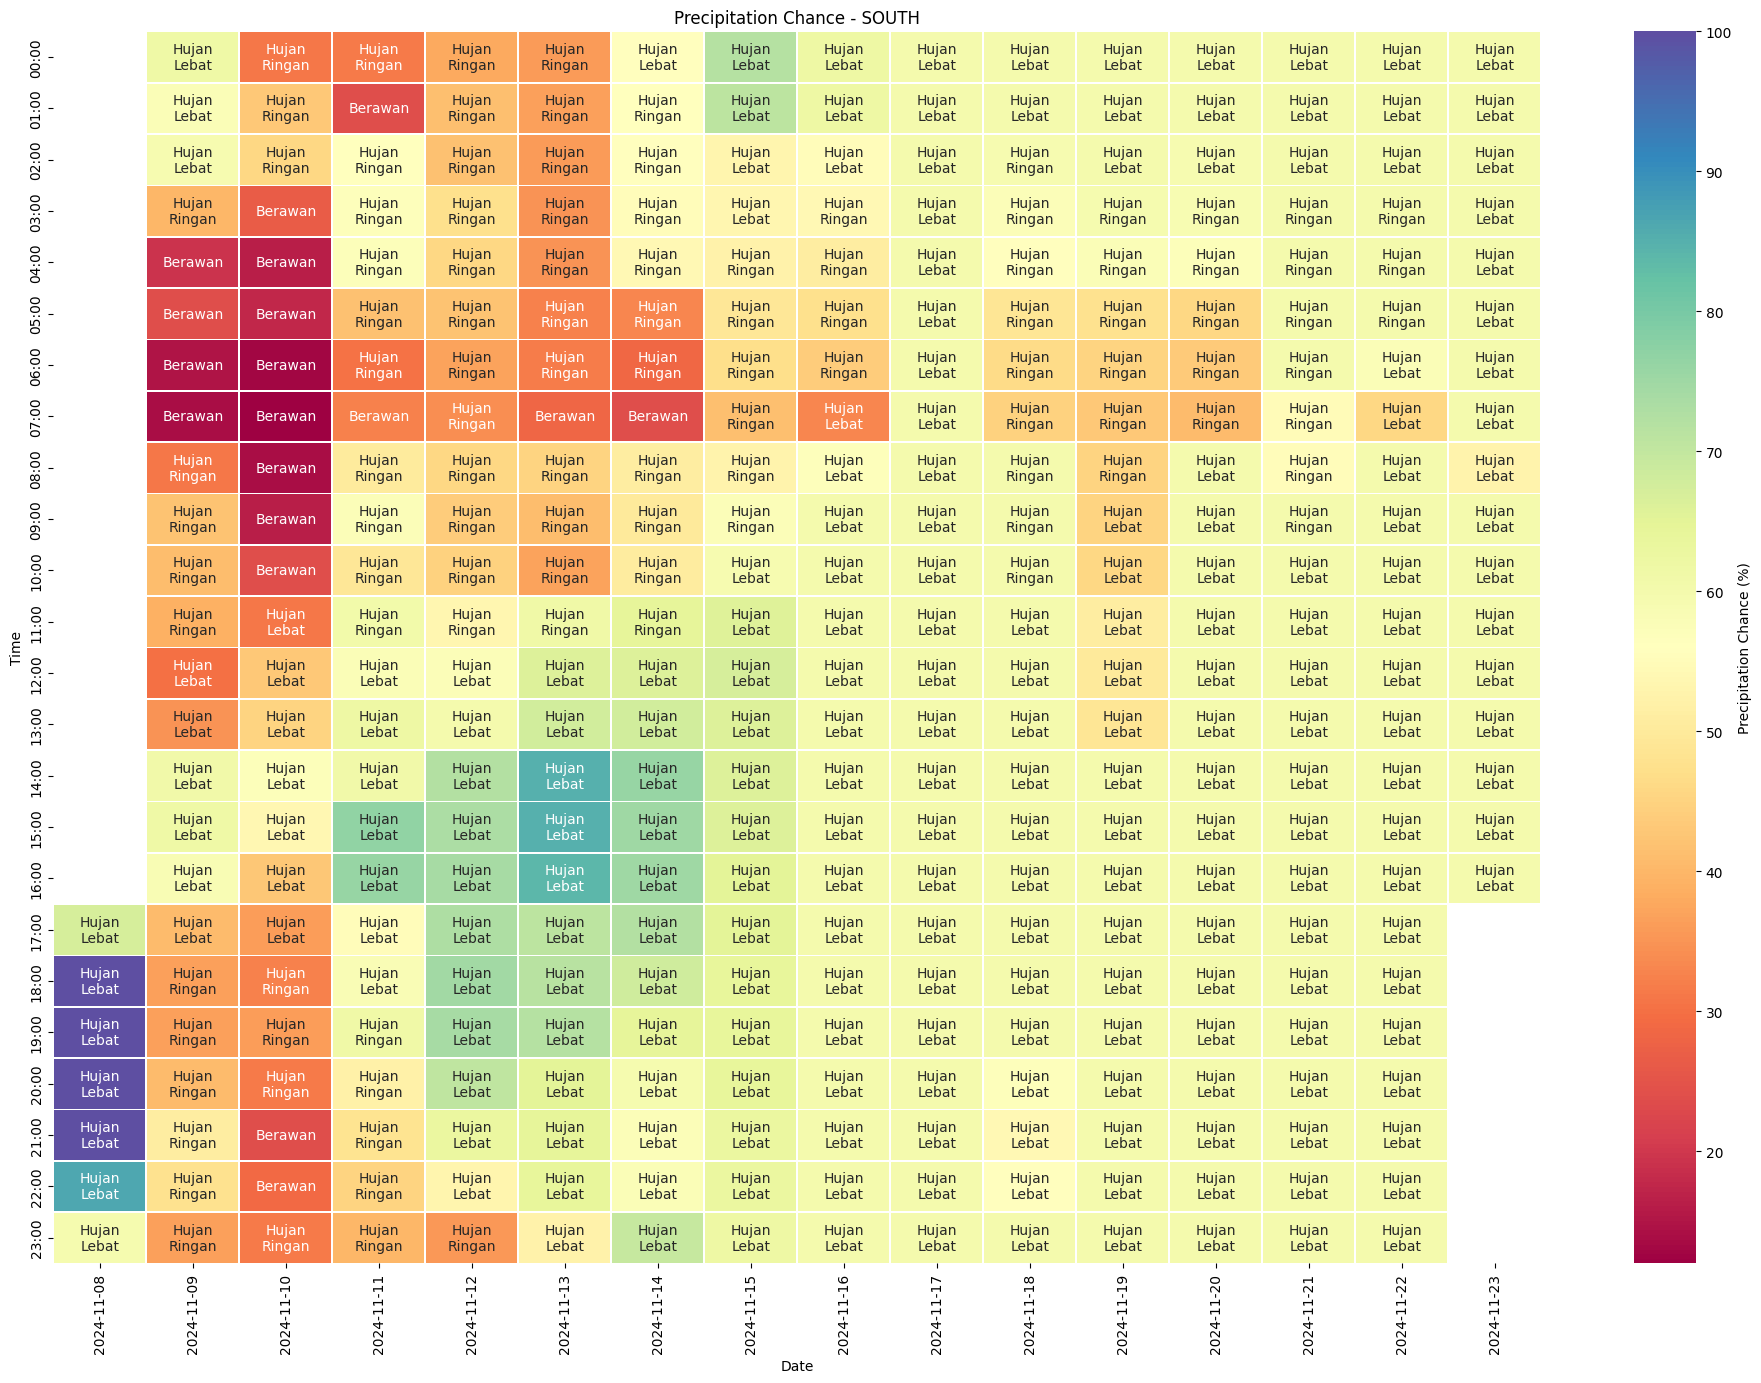 Precipitation Chance - SOUTH
00:00 Hujan Lebat Hujan Ringan Hujan Ringan Hujan Ringan Hujan Ringan Hujan Lebat Hujan Lebat Hujan Lebat Hujan Lebat Hujan Lebat Hujan Lebat Hujan Lebat Hujan Lebat Hujan Lebat Hujan Lebat
01:00 Hujan Lebat Hujan Ringan Berawan Hujan Ringan Hujan Ringan Hujan Ringan Hujan Lebat Hujan Lebat Hujan Lebat Hujan Lebat Hujan Lebat Hujan Lebat Hujan Lebat Hujan Lebat Hujan Lebat
02:00 Hujan Lebat Hujan Ringan Hujan Ringan Hujan Ringan Hujan Ringan Hujan Ringan Hujan Lebat Hujan Lebat Hujan Lebat Hujan Ringan Hujan Lebat Hujan Lebat Hujan Lebat Hujan Lebat Hujan Lebat
03:00 Hujan Ringan Berawan Hujan Ringan Hujan Ringan Hujan Ringan Hujan Ringan Hujan Lebat Hujan Ringan Hujan Lebat Hujan Ringan Hujan Ringan Hujan Ringan Hujan Ringan Hujan Ringan Hujan Lebat
04:00 Berawan Berawan Hujan Ringan Hujan Ringan Hujan Ringan Hujan Ringan Hujan Ringan Hujan Ringan Hujan Lebat Hujan Ringan Hujan Ringan Hujan Ringan Hujan Ringan Hujan Ringan Hujan Lebat
05:00 Berawan Berawan Hujan Ringan Hujan Ringan Hujan Ringan Hujan Ringan Hujan Ringan Hujan Ringan Hujan Lebat Hujan Ringan Hujan Ringan Hujan Ringan Hujan Ringan Hujan Ringan Hujan Lebat
06:00 Berawan Berawan Hujan Ringan Hujan Ringan Hujan Ringan Hujan Ringan Hujan Ringan Hujan Ringan Hujan Lebat Hujan Ringan Hujan Ringan Hujan Ringan Hujan Ringan Hujan Lebat Hujan Lebat
07:00 Berawan Berawan Berawan Hujan Ringan Berawan Berawan Hujan Ringan Hujan Lebat Hujan Lebat Hujan Ringan Hujan Ringan Hujan Ringan Hujan Ringan Hujan Lebat Hujan Lebat
08:00 Hujan Ringan Berawan Hujan Ringan Hujan Ringan Hujan Ringan Hujan Ringan Hujan Ringan Hujan Lebat Hujan Lebat Hujan Ringan Hujan Ringan Hujan Lebat Hujan Ringan Hujan Lebat Hujan Lebat
09:00 Hujan Ringan Berawan Hujan Ringan Hujan Ringan Hujan Ringan Hujan Ringan Hujan Ringan Hujan Lebat Hujan Lebat Hujan Ringan Hujan Lebat Hujan Lebat Hujan Ringan Hujan Lebat Hujan Lebat
10:00 Hujan Ringan Berawan Hujan Ringan Hujan Ringan Hujan Ringan Hujan Ringan Hujan Lebat Hujan Lebat Hujan Lebat Hujan Ringan Hujan Lebat Hujan Lebat Hujan Lebat Hujan Lebat Hujan Lebat
11:00 Hujan Ringan Hujan Lebat Hujan Ringan Hujan Ringan Hujan Ringan Hujan Ringan Hujan Lebat Hujan Lebat Hujan Lebat Hujan Lebat Hujan Lebat Hujan Lebat Hujan Lebat Hujan Lebat Hujan Lebat
12:00 Hujan Lebat Hujan Lebat Hujan Lebat Hujan Lebat Hujan Lebat Hujan Lebat Hujan Lebat Hujan Lebat Hujan Lebat Hujan Lebat Hujan Lebat Hujan Lebat Hujan Lebat Hujan Lebat Hujan Lebat
13:00 Hujan Lebat Hujan Lebat Hujan Lebat Hujan Lebat Hujan Lebat Hujan Lebat Hujan Lebat Hujan Lebat Hujan Lebat Hujan Lebat Hujan Lebat Hujan Lebat Hujan Lebat Hujan Lebat Hujan Lebat
14:00 Hujan Lebat Hujan Lebat Hujan Lebat Hujan Lebat Hujan Lebat Hujan Lebat Hujan Lebat Hujan Lebat Hujan Lebat Hujan Lebat Hujan Lebat Hujan Lebat Hujan Lebat Hujan Lebat Hujan Lebat
15:00 Hujan Lebat Hujan Lebat Hujan Lebat Hujan Lebat Hujan Lebat Hujan Lebat Hujan Lebat Hujan Lebat Hujan Lebat Hujan Lebat Hujan Lebat Hujan Lebat Hujan Lebat Hujan Lebat Hujan Lebat
16:00 Hujan Lebat Hujan Lebat Hujan Lebat Hujan Lebat Hujan Lebat Hujan Lebat Hujan Lebat Hujan Lebat Hujan Lebat Hujan Lebat Hujan Lebat Hujan Lebat Hujan Lebat Hujan Lebat Hujan Lebat
17:00 Hujan Lebat Hujan Lebat Hujan Lebat Hujan Lebat Hujan Lebat Hujan Lebat Hujan Lebat Hujan Lebat Hujan Lebat Hujan Lebat Hujan Lebat Hujan Lebat Hujan Lebat Hujan Lebat Hujan Lebat
18:00 Hujan Lebat Hujan Ringan Hujan Ringan Hujan Lebat Hujan Lebat Hujan Lebat Hujan Lebat Hujan Lebat Hujan Lebat Hujan Lebat Hujan Lebat Hujan Lebat Hujan Lebat Hujan Lebat Hujan Lebat
19:00 Hujan Lebat Hujan Ringan Hujan Ringan Hujan Ringan Hujan Lebat Hujan Lebat Hujan Lebat Hujan Lebat Hujan Lebat Hujan Lebat Hujan Lebat Hujan Lebat Hujan Lebat Hujan Lebat Hujan Lebat
20:00 Hujan Lebat Hujan Ringan Hujan Ringan Hujan Ringan Hujan Lebat Hujan Lebat Hujan Lebat Hujan Lebat Hujan Lebat Hujan Lebat Hujan Lebat Hujan Lebat Hujan Lebat Hujan Lebat Hujan Lebat
21:00 Hujan Lebat Hujan Ringan Berawan Hujan Ringan Hujan Lebat Hujan Lebat Hujan Lebat Hujan Lebat Hujan Lebat Hujan Lebat Hujan Lebat Hujan Lebat Hujan Lebat Hujan Lebat Hujan Lebat
22:00 Hujan Lebat Hujan Ringan Berawan Hujan Ringan Hujan Lebat Hujan Lebat Hujan Lebat Hujan Lebat Hujan Lebat Hujan Lebat Hujan Lebat Hujan Lebat Hujan Lebat Hujan Lebat Hujan Lebat
23:00 Hujan Lebat Hujan Ringan Hujan Ringan Hujan Ringan Hujan Ringan Hujan Lebat Hujan Lebat Hujan Lebat Hujan Lebat Hujan Lebat Hujan Lebat Hujan Lebat Hujan Lebat Hujan Lebat Hujan Lebat
Time
2024-11-08 2024-11-09 2024-11-10 2024-11-11 2024-11-12 2024-11-13 2024-11-14 2024-11-15 2024-11-16 2024-11-17 2024-11-18 2024-11-19 2024-11-20 2024-11-21 2024-11-22 2024-11-23
Date
100
90
80
70
60
50
40
30
20
Precipitation Chance (%)